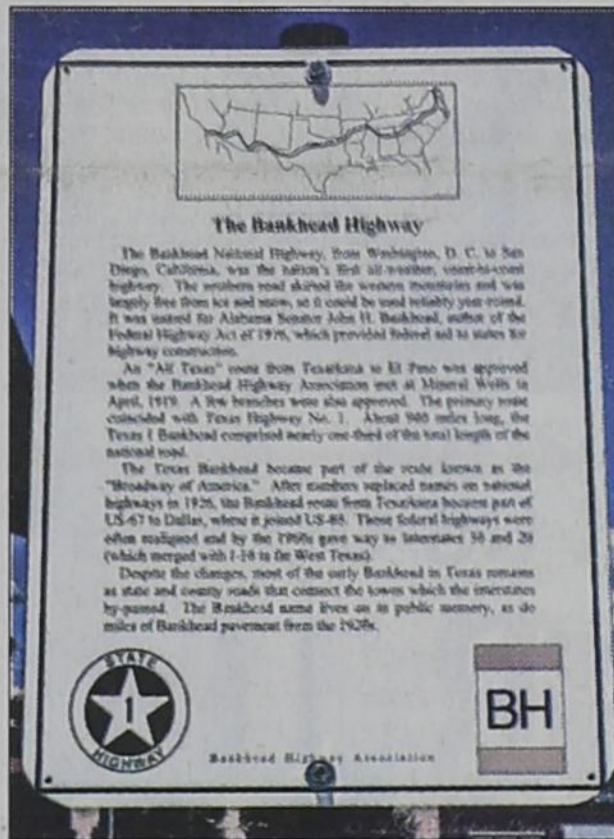 The Bankhead Highway
The Bankhead National Highway, from Washington, D. C. to San
Diego, California, was the nation's first all-weather, coast-to-coast
highway. The southern road skirted the western mountains and was
largely free from ice and snow, so it could be used reliably year-round.
It was named for Alabama Senator John H. Bankhead, author of the
Federal Highway Act of 1916, which provided federal aid to states for
highway construction.
An "All Texas" route from Texarkana to El Paso was approved
when the Bankhead Highway Association met at Mineral Wells in
April, 1919. A few branches were also approved. The primary route
coincided with Texas Highway No. 1. About 900 miles long, the
Texas 1 Bankhead comprised nearly one-third of the total length of the
national road.
The Texas Bankhead became part of the route known as the
"Broadway of America." After numbers replaced names on national
highways in 1926, the Bankhead route from Texarkana became part of
US-67 to Dallas, where it joined US-80. These federal highways were
often realigned and by the 1960s gave way to Interstates 30 and 20
(which merged with I-10 in far West Texas).
Despite the changes, most of the early Bankhead in Texas remains
as state and county roads that connect the towns which the interstates
by-passed. The Bankhead name lives on in public memory, as do
miles of Bankhead pavement from the 1920s.
STATE
1
HIGHWAY
BH
Bankhead Highway Association